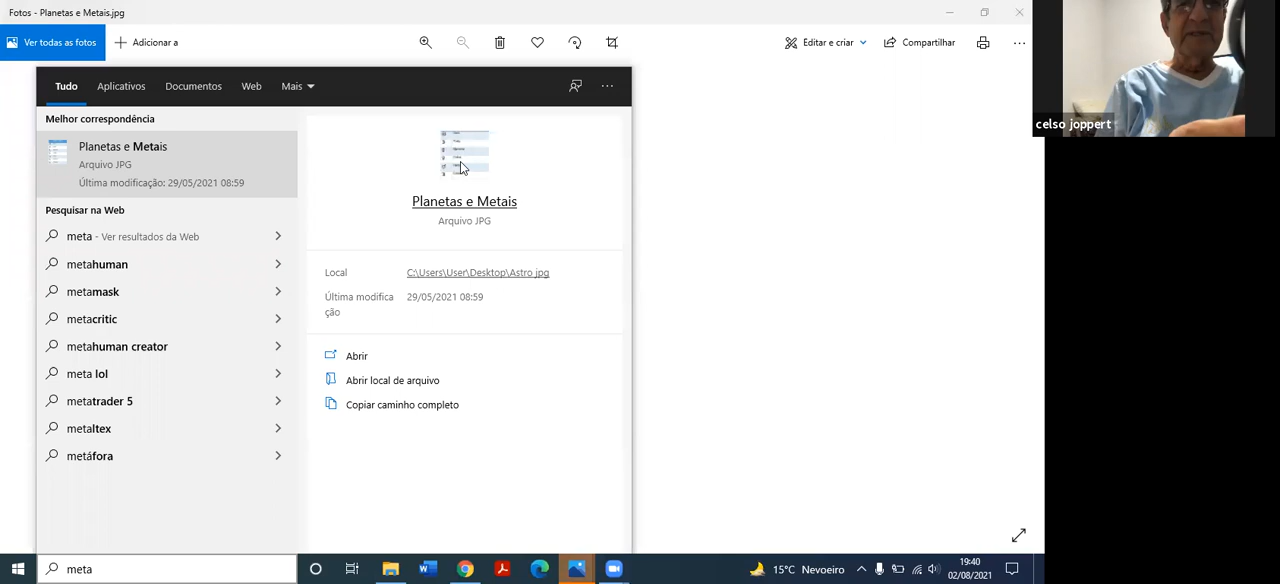 Fotos - Planetas e Metais.jpg
Ver todas as fotos
Adicionar a
Editar e criar
Compartilhar
celso joppert
Tudo Aplicativos Documentos Web Mais
Melhor correspondência
Planetas e Metais
Arquivo JPG
Última modificação: 29/05/2021 08:59
Pesquisar na Web
meta - Ver resultados da Web
metahuman
metamask
metacritic
metahuman creator
meta lol
metatrader 5
metaltex
metáfora
Planetas e Metais
Arquivo JPG
Local C:\Users\User\Desktop\Astro jpg
Última modifica 29/05/2021 08:59
ção
Abrir
Abrir local de arquivo
Copiar caminho completo
meta
15°C Nevoeiro
19:40
02/08/2021